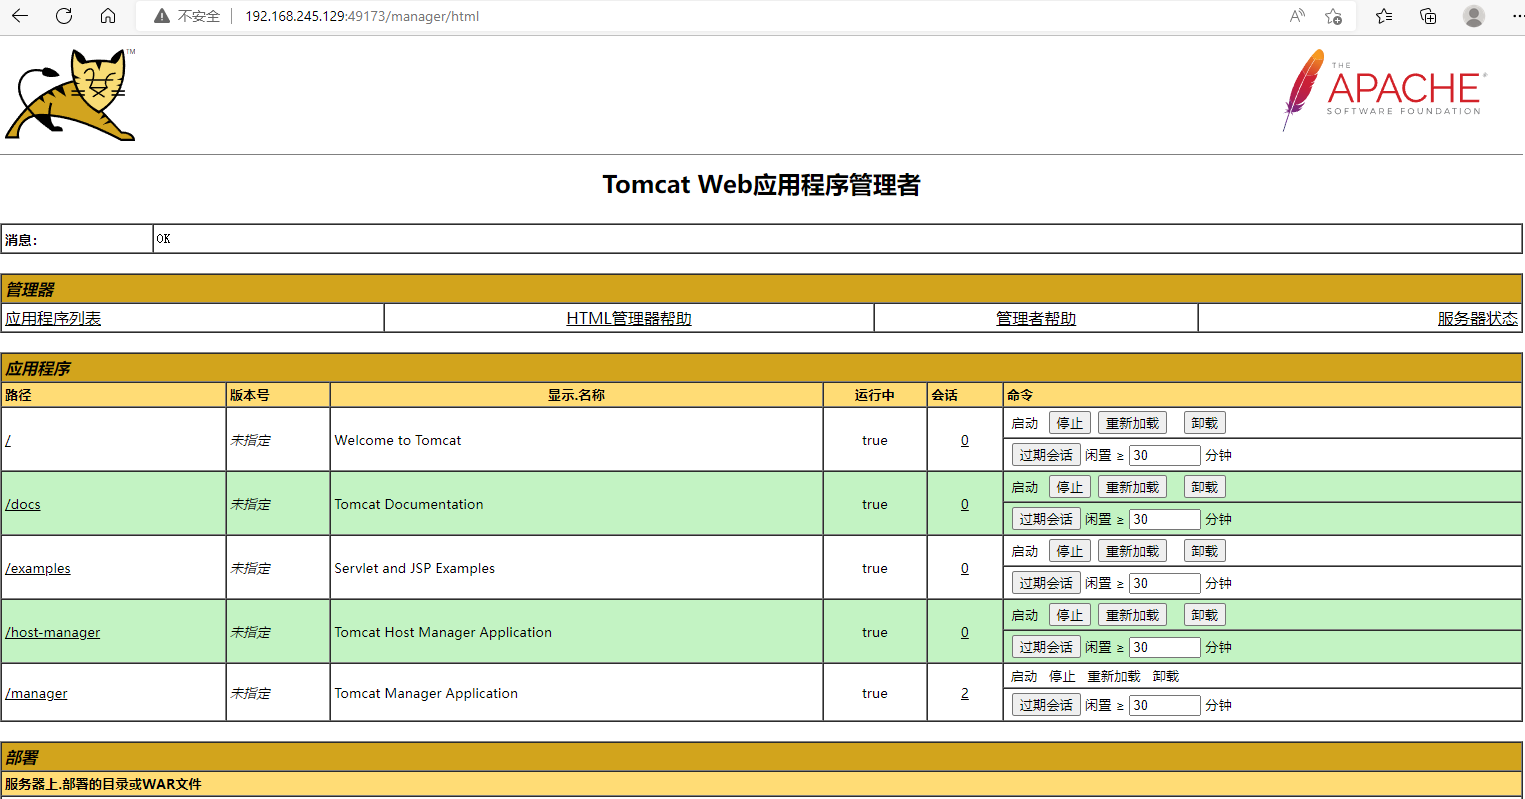 不安全 192.168.245.129:49173/manager/html
TM
THE
APACHE
SOFTWARE FOUNDATION
Tomcat Web应用程序管理者
消息: OK
管理器
应用程序列表 HTML管理器帮助 管理者帮助 服务器状态
应用程序
路径 版本号 显示.名称 运行中 会话 命令
/ 未指定 Welcome to Tomcat true 0 启动 停止 重新加载 卸载
过期会话 闲置 ≥ 30 分钟
/docs 未指定 Tomcat Documentation true 0 启动 停止 重新加载 卸载
过期会话 闲置 ≥ 30 分钟
/examples 未指定 Servlet and JSP Examples true 0 启动 停止 重新加载 卸载
过期会话 闲置 ≥ 30 分钟
/host-manager 未指定 Tomcat Host Manager Application true 0 启动 停止 重新加载 卸载
过期会话 闲置 ≥ 30 分钟
/manager 未指定 Tomcat Manager Application true 2 启动 停止 重新加载 卸载
过期会话 闲置 ≥ 30 分钟
部署
服务器上.部署的目录或WAR文件